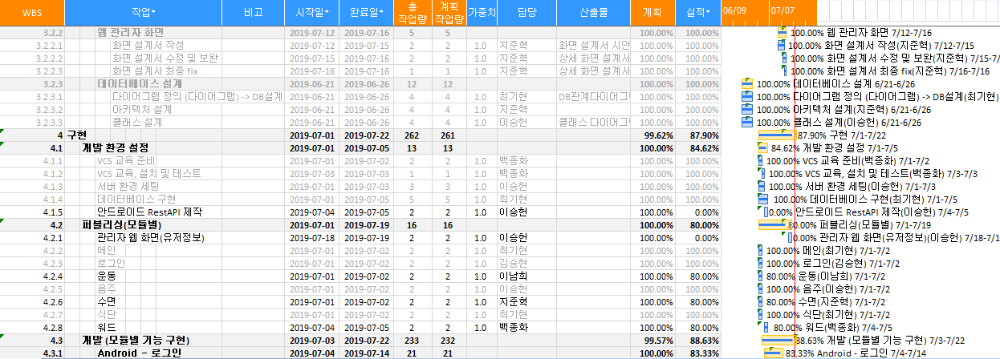 WBS 작업* 비고 시작일* 완료일* 총 작업량 계획 작업량 가중치 담당 산출물 계획 실적* 06/09 07/07
3.2.2 웹 관리자 화면 2019-07-12 2019-07-16 5 5 100.00% 100.00% 100.00% 웹 관리자 화면 7/12-7/16
3.2.2.1 화면 설계서 작성 2019-07-12 2019-07-15 2 2 1.0 지준혁 화면 설계서 시안 100.00% 100.00% 100.00% 화면 설계서 작성(지준혁) 7/12-7/15
3.2.2.2 화면 설계서 수정 및 보완 2019-07-15 2019-07-16 2 2 1.0 지준혁 상세 화면 설계서 100.00% 100.00% 100.00% 화면 설계서 수정 및 보완(지준혁) 7/15-7/
3.2.2.3 화면 설계서 최종 fix 2019-07-16 2019-07-16 1 1 1.0 지준혁 상세 화면 설계서 100.00% 100.00% 100.00% 화면 설계서 최종 fix(지준혁) 7/16-7/16
3.2.3 데이터베이스 설계 2019-06-21 2019-06-26 12 12 100.00% 100.00% 100.00% 데이터베이스 설계 6/21-6/26
3.2.3.1 다이어그램 정의 (다이어그램) -> DB설계 2019-06-21 2019-06-26 4 4 1.0 최기현 DB관계다이어그 100.00% 100.00% 100.00% 다이어그램 정의 (다이어그램) -> DB설계(최기현)
3.2.3.2 아키텍처 설계 2019-06-21 2019-06-26 4 4 1.0 지준혁 100.00% 100.00% 100.00% 아키텍처 설계(지준혁) 6/21-6/26
3.2.3.3 클래스 설계 2019-06-21 2019-06-26 4 4 1.0 이승헌 클래스 다이어그 100.00% 100.00% 100.00% 클래스 설계(이승헌) 6/21-6/26
4 구현 2019-07-01 2019-07-22 262 261 99.62% 87.90% 87.90% 구현 7/1-7/22
4.1 개발 환경 설정 2019-07-01 2019-07-05 13 13 100.00% 84.62% 84.62% 개발 환경 설정 7/1-7/5
4.1.1 VCS 교육 준비 2019-07-01 2019-07-02 2 2 1.0 백종화 100.00% 100.00% 100.00% VCS 교육 준비(백종화) 7/1-7/2
4.1.2 VCS 교육, 설치 및 테스트 2019-07-03 2019-07-03 1 1 1.0 백종화 100.00% 100.00% 100.00% VCS 교육, 설치 및 테스트(백종화) 7/3-7/3
4.1.3 서버 환경 세팅 2019-07-01 2019-07-03 3 3 1.0 이승헌 100.00% 100.00% 100.00% 서버 환경 세팅(이승헌) 7/1-7/3
4.1.4 데이터베이스 구현 2019-07-01 2019-07-05 5 5 1.0 최기현 100.00% 100.00% 100.00% 데이터베이스 구현(최기현) 7/1-7/5
4.1.5 안드로이드 RestAPI 제작 2019-07-04 2019-07-05 2 2 1.0 이승헌 100.00% 0.00% 0.00% 안드로이드 RestAPI 제작(이승헌) 7/4-7/5
4.2 퍼블리싱(모듈별) 2019-07-01 2019-07-19 16 16 100.00% 80.00% 80.00% 퍼블리싱(모듈별) 7/1-7/19
4.2.1 관리자 웹 화면(유저정보) 2019-07-18 2019-07-19 2 2 1.0 이승헌 100.00% 0.00% 0.00% 관리자 웹 화면(유저정보)(이승헌) 7/18-7/1
4.2.2 메인 2019-07-01 2019-07-02 2 2 1.0 최기현 100.00% 100.00% 100.00% 메인(최기현) 7/1-7/2
4.2.3 로그인 2019-07-01 2019-07-02 2 2 1.0 김승현 100.00% 100.00% 100.00% 로그인(김승현) 7/1-7/2
4.2.4 운동 2019-07-01 2019-07-02 2 2 1.0 이남희 100.00% 80.00% 80.00% 운동(이남희) 7/1-7/2
4.2.5 음주 2019-07-01 2019-07-02 2 2 1.0 이승헌 100.00% 100.00% 100.00% 음주(이승헌) 7/1-7/2
4.2.6 수면 2019-07-01 2019-07-02 2 2 1.0 지준혁 100.00% 80.00% 80.00% 수면(지준혁) 7/1-7/2
4.2.7 식단 2019-07-01 2019-07-02 2 2 1.0 최기현 100.00% 100.00% 100.00% 식단(최기현) 7/1-7/2
4.2.8 워드 2019-07-04 2019-07-05 2 2 1.0 백종화 100.00% 80.00% 80.00% 워드(백종화) 7/4-7/5
4.3 개발 (모듈별 기능 구현) 2019-07-03 2019-07-22 233 232 99.57% 88.63% 88.63% 개발 (모듈별 기능 구현) 7/3-7/22
4.3.1 Android - 로그인 2019-07-04 2019-07-14 21 21 100.00% 83.33% 83.33% Android - 로그인 7/4-7/14